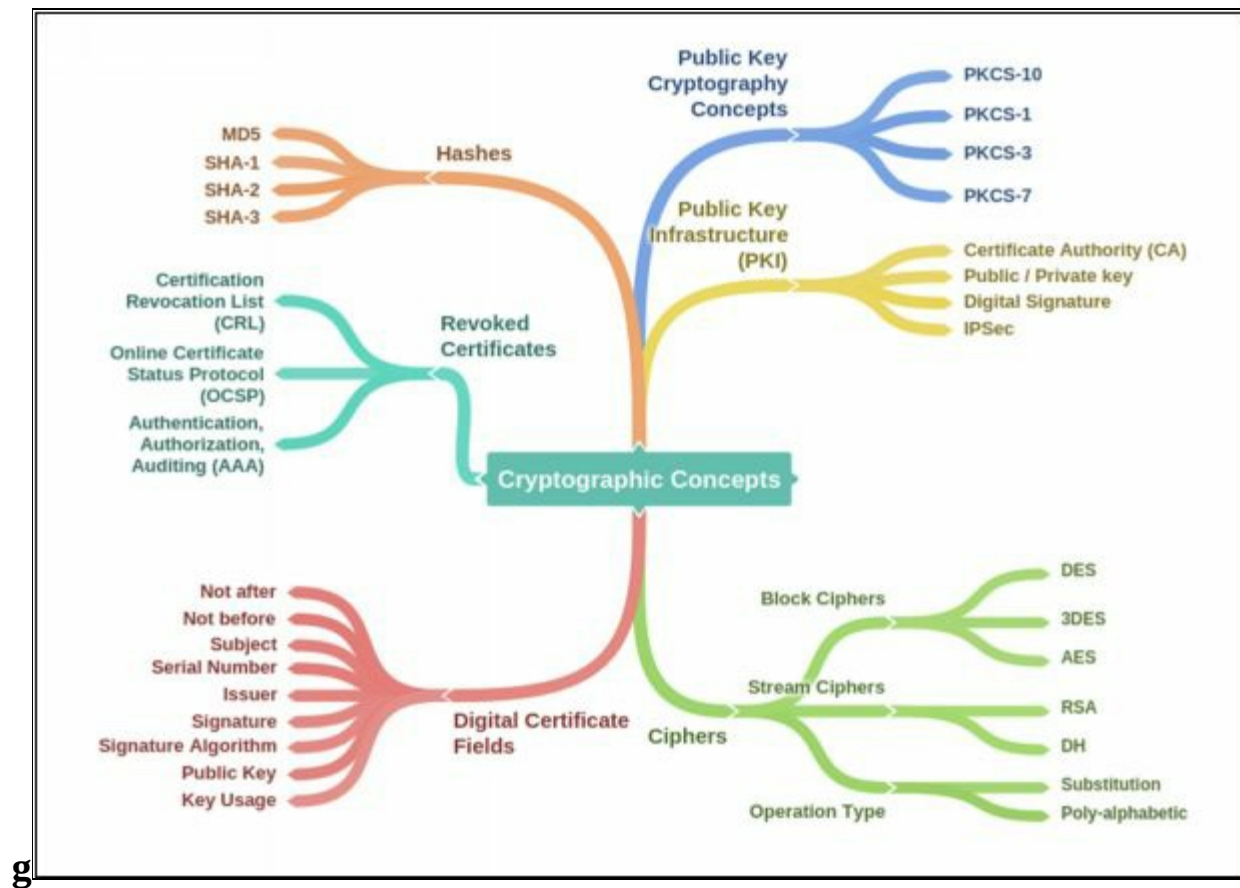 Public Key
Cryptography
Concepts
PKCS-10
PKCS-1
PKCS-3
PKCS-7
Hashes
MD5
SHA-1
SHA-2
SHA-3
Public Key
Infrastructure
(PKI)
Certificate Authority (CA)
Public / Private key
Digital Signature
IPSec
Revoked
Certificates
Certification
Revocation List
(CRL)
Online Certificate
Status Protocol
(OCSP)
Authentication,
Authorization,
Auditing (AAA)
Cryptographic Concepts
Digital Certificate
Fields
Not after
Not before
Subject
Serial Number
Issuer
Signature
Signature Algorithm
Public Key
Key Usage
Ciphers
Block Ciphers
DES
3DES
AES
Stream Ciphers
RSA
DH
Operation Type
Substitution
Poly-alphabetic
g